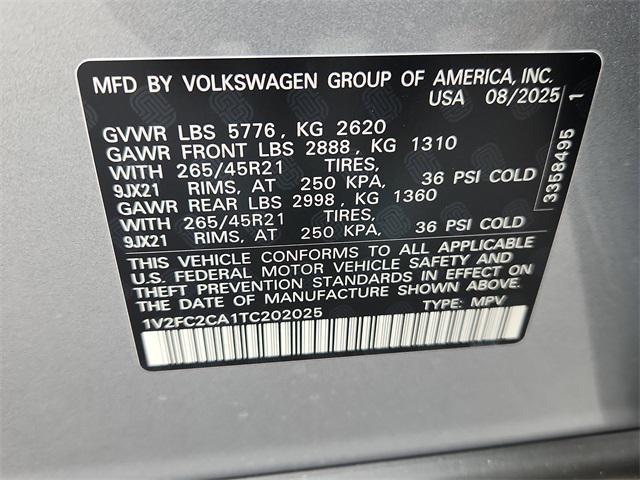 MFD BY VOLKSWAGEN GROUP OF AMERICA, INC.
USA 08/2025
GVWR LBS 5776, KG 2620
GAWR FRONT LBS 2888, KG 1310
WITH 265/45R21 TIRES,
9JX21 RIMS, AT 250 KPA, 36 PSI COLD
GAWR REAR LBS 2998, KG 1360
WITH 265/45R21 TIRES,
9JX21 RIMS, AT 250 KPA, 36 PSI COLD
THIS VEHICLE CONFORMS TO ALL APPLICABLE
U.S. FEDERAL MOTOR VEHICLE SAFETY AND
THEFT PREVENTION STANDARDS IN EFFECT ON
THE DATE OF MANUFACTURE SHOWN ABOVE.
1V2FC2CA1TC202025 TYPE: MPV
3358495 1